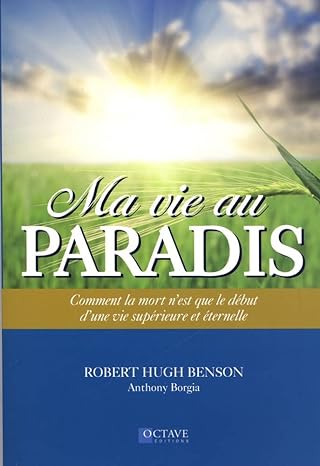 Ma vie au
PARADIS
Comment la mort n'est que le début
d'une vie supérieure et éternelle
ROBERT HUGH BENSON
Anthony Borgia
OCTAVE
ÉDITIONS